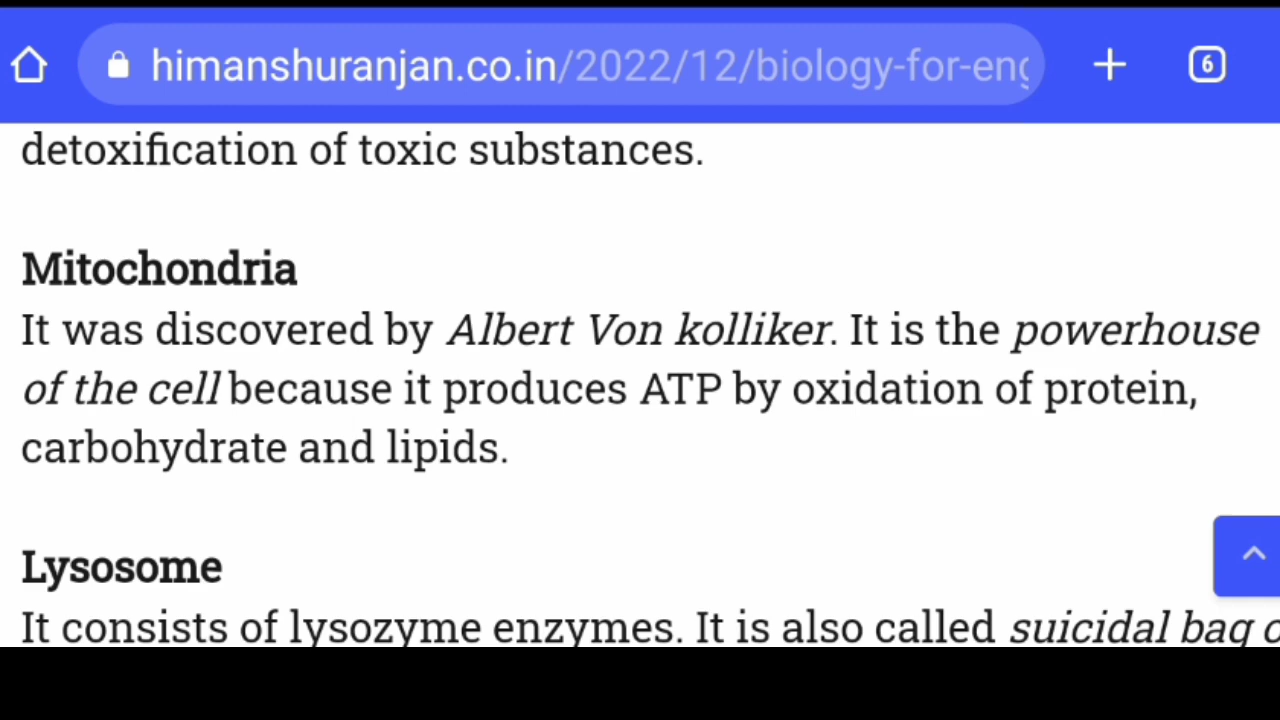 himanshuranjan.co.in/2022/12/biology-for-eng
6
detoxification of toxic substances.
Mitochondria
It was discovered by Albert Von kolliker. It is the powerhouse
of the cell because it produces ATP by oxidation of protein,
carbohydrate and lipids.
Lysosome
It consists of lysozyme enzymes. It is also called suicidal bag